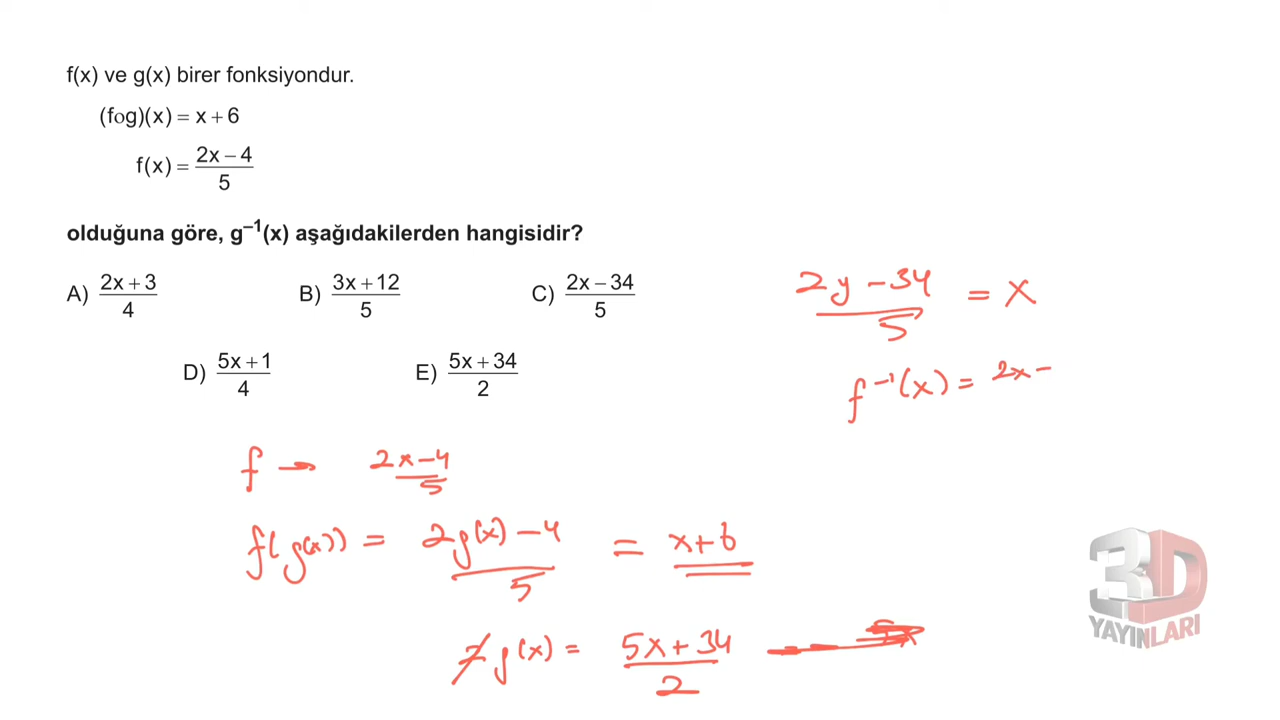 f(x) ve g(x) birer fonksiyondur.
(fog)(x) = x + 6
f(x) = (2x – 4)/5
olduğuna göre, g⁻¹(x) aşağıdakilerden hangisidir?
A) (2x + 3)/4 B) (3x + 12)/5 C) (2x – 34)/5
D) (5x + 1)/4 E) (5x + 34)/2
(2y – 34)/5 = x
f⁻¹(x) = 2x –
f → (2x – 4)/5
f(g(x)) = (2g(x) – 4)/5 = x + 6
g(x) = (5x + 34)/2
3D
YAYINLARI